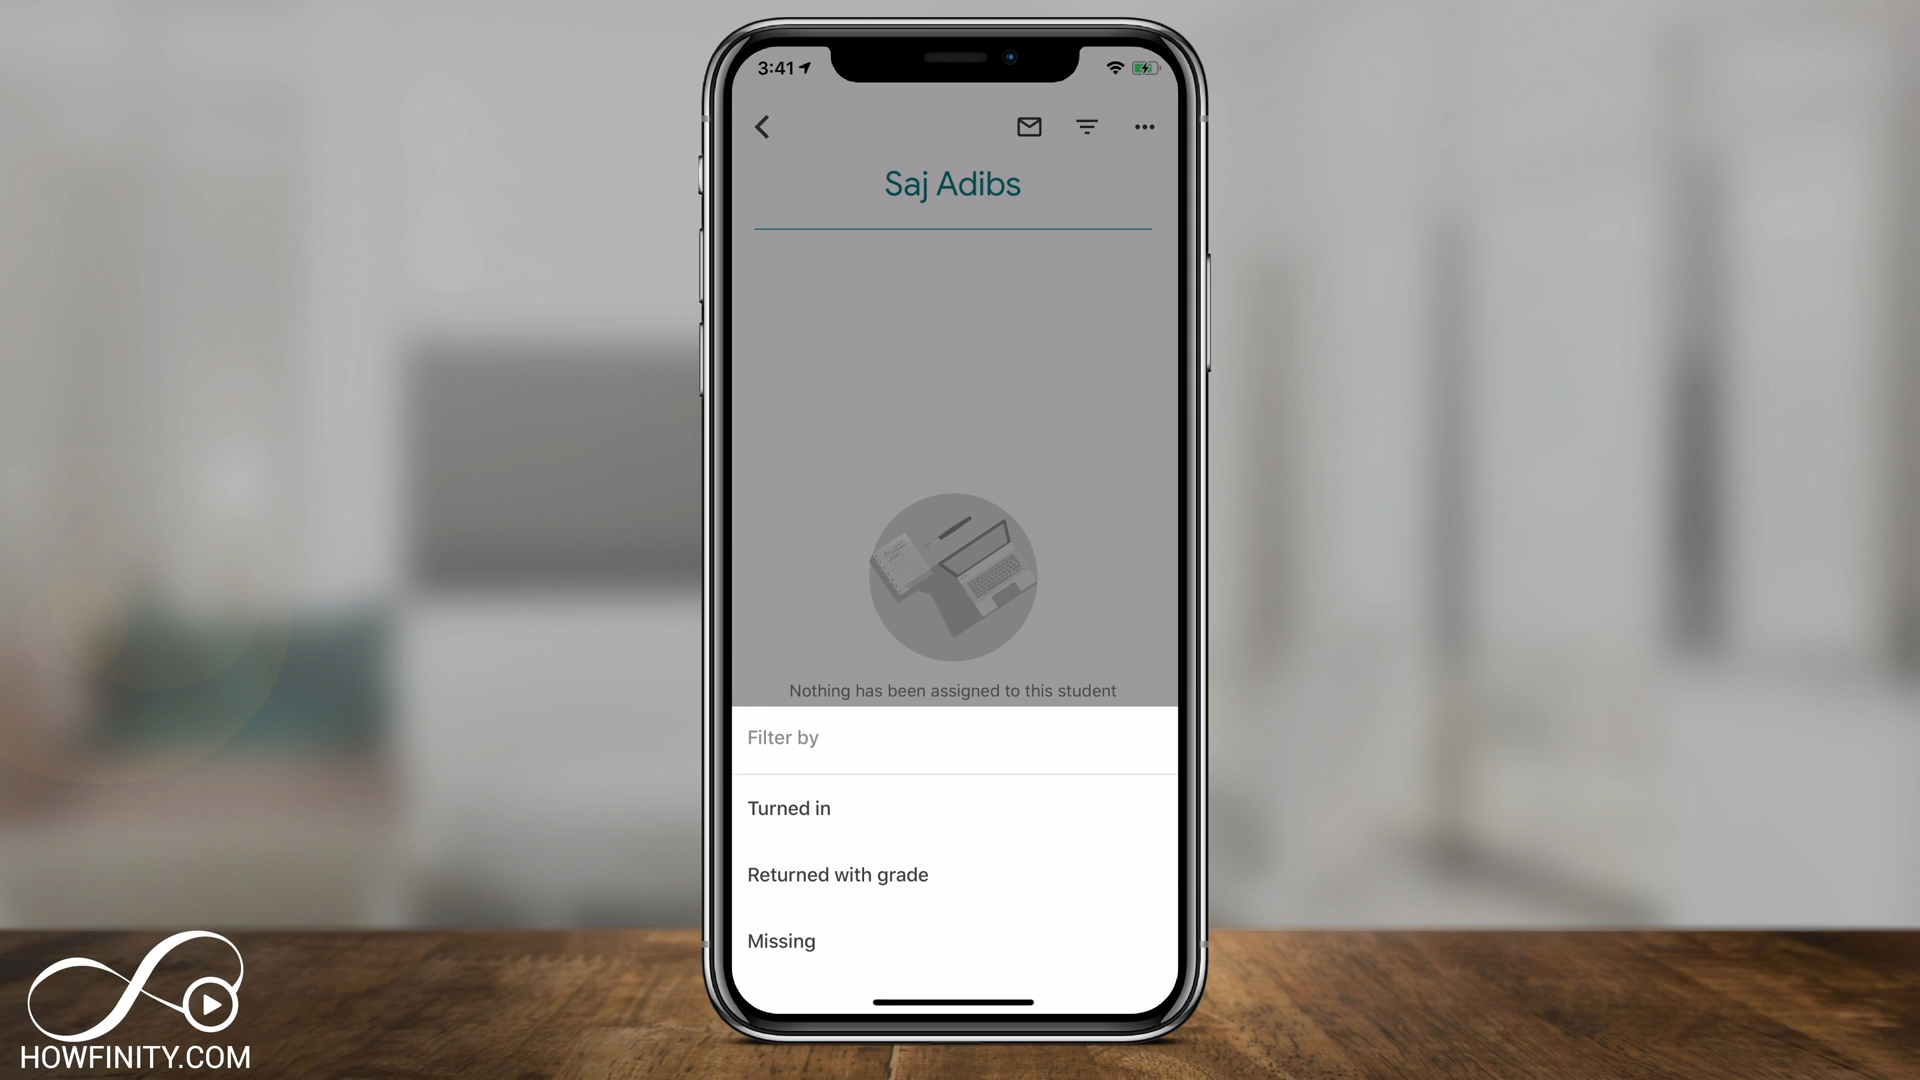 3:41
Saj Adibs
Nothing has been assigned to this student
Filter by
Turned in
Returned with grade
Missing
HOWFINITY.COM